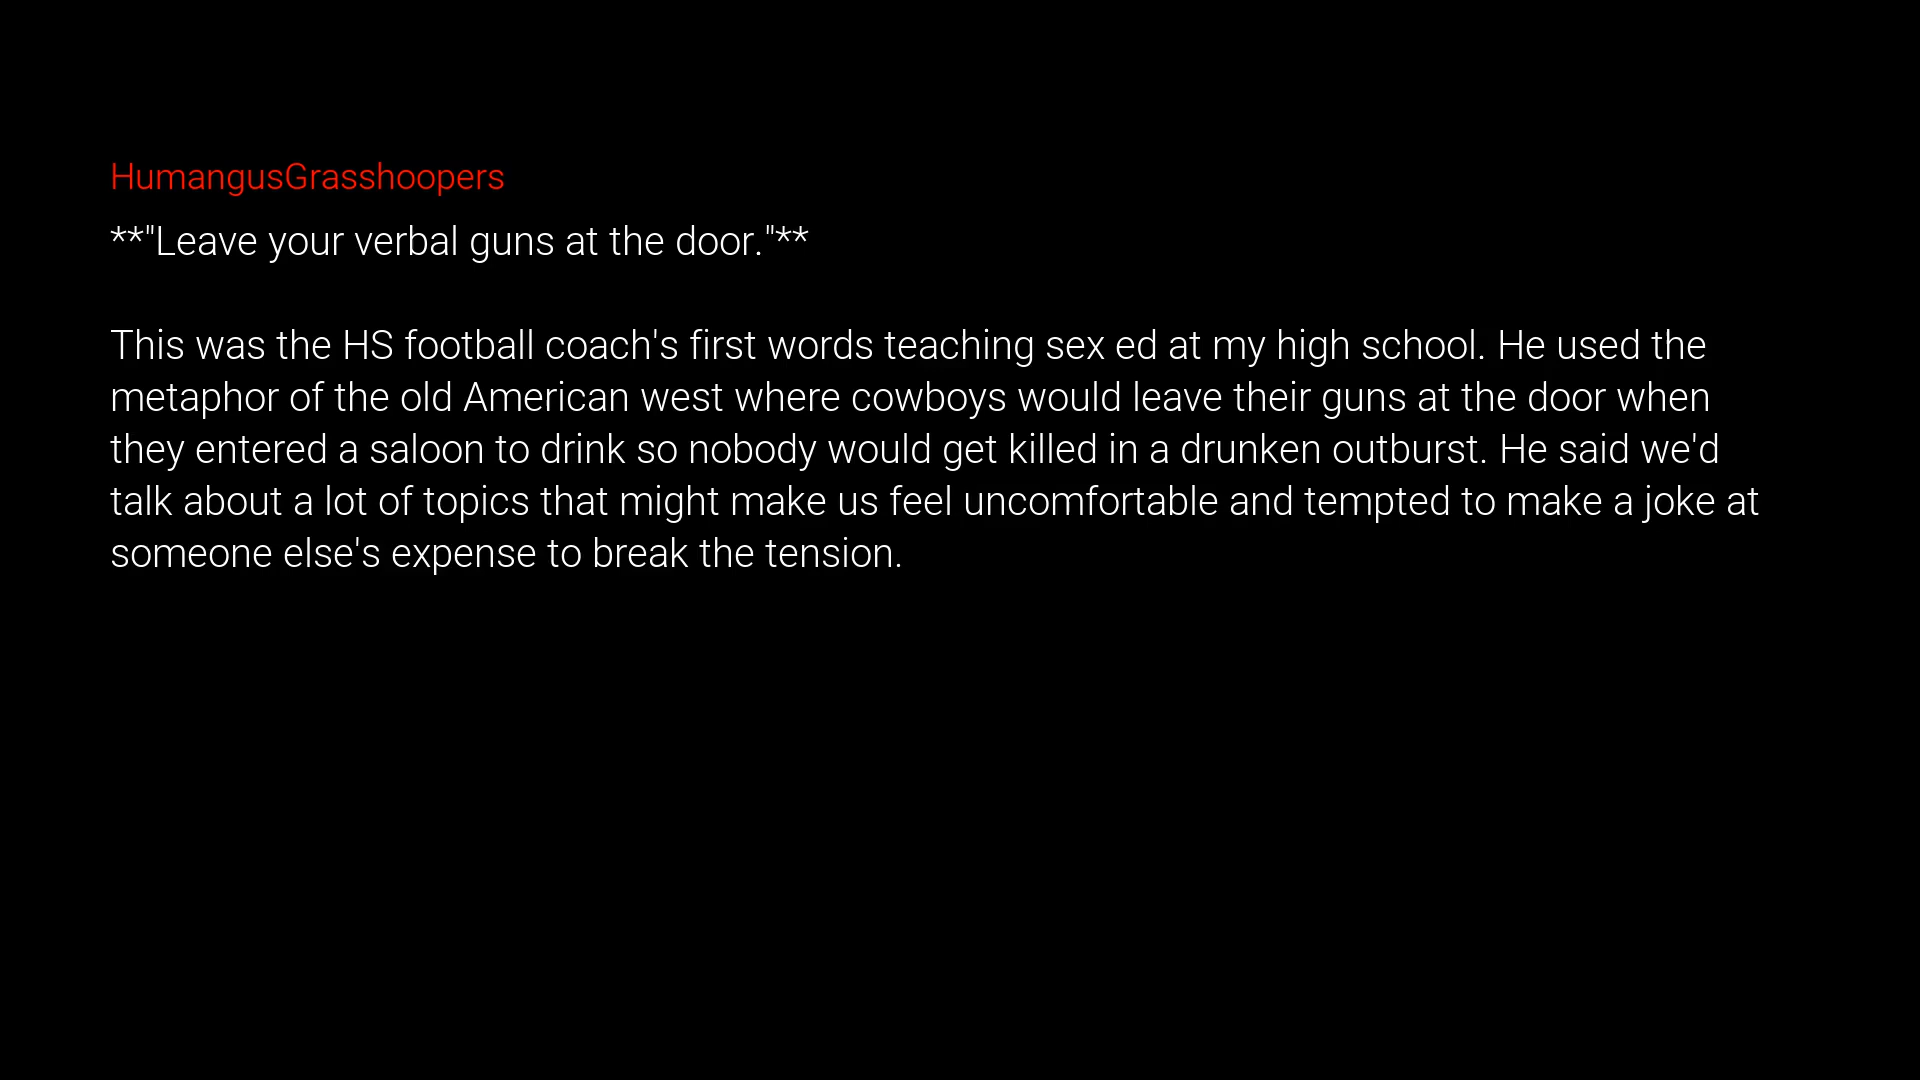 HumangusGrasshoopers
**"Leave your verbal guns at the door."**
This was the HS football coach's first words teaching sex ed at my high school. He used the
metaphor of the old American west where cowboys would leave their guns at the door when
they entered a saloon to drink so nobody would get killed in a drunken outburst. He said we'd
talk about a lot of topics that might make us feel uncomfortable and tempted to make a joke at
someone else's expense to break the tension.